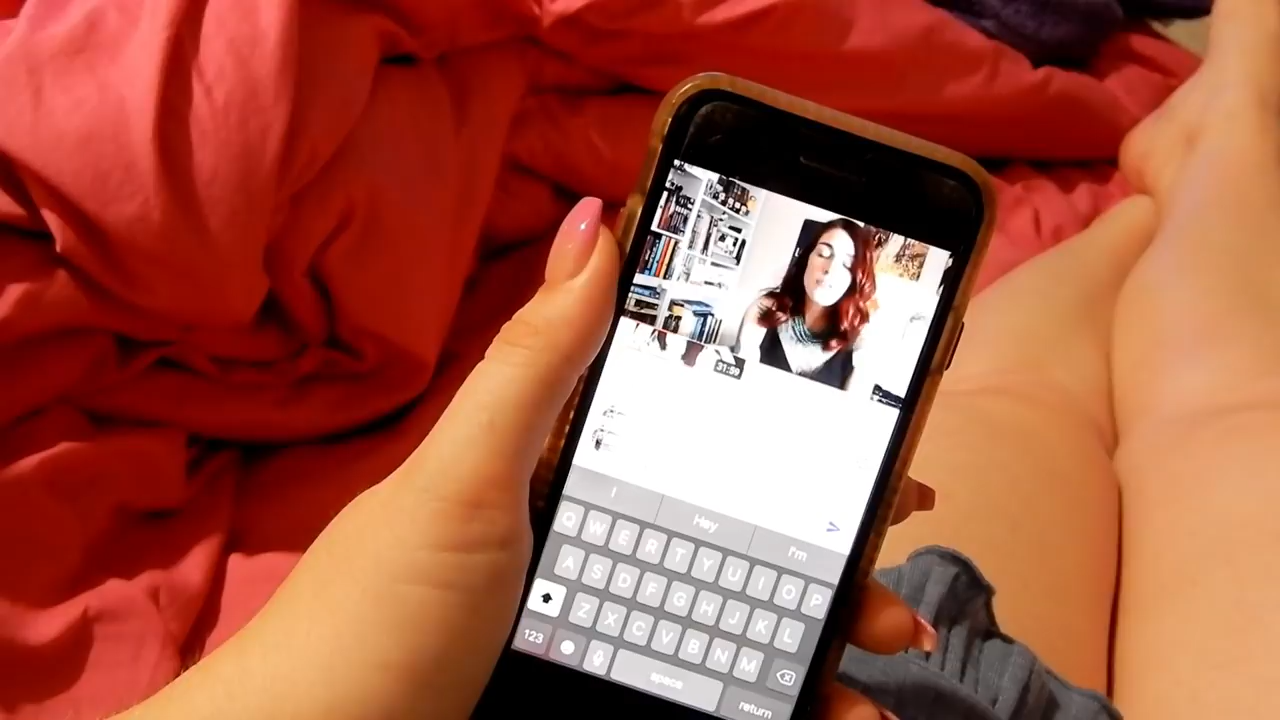 31:59
I
Hey
I'm
Q W E R T Y U I O P
A S D F G H J K L
Z X C V B N M
123
space
return